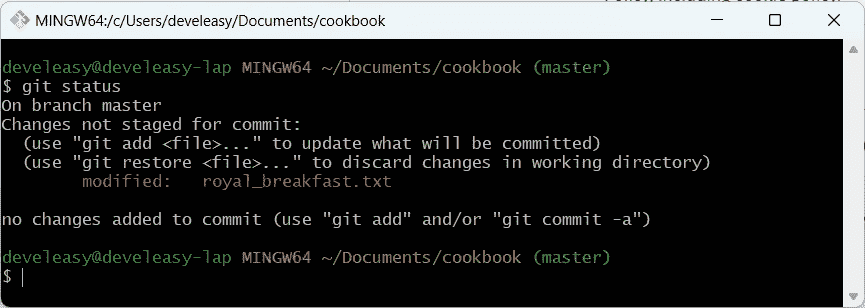 MINGW64:/c/Users/develeasy/Documents/cookbook
develeasy@develeasy-lap MINGW64 ~/Documents/cookbook (master)
$ git status
On branch master
Changes not staged for commit:
  (use "git add <file>..." to update what will be committed)
  (use "git restore <file>..." to discard changes in working directory)
        modified:   royal_breakfast.txt
no changes added to commit (use "git add" and/or "git commit -a")
develeasy@develeasy-lap MINGW64 ~/Documents/cookbook (master)
$